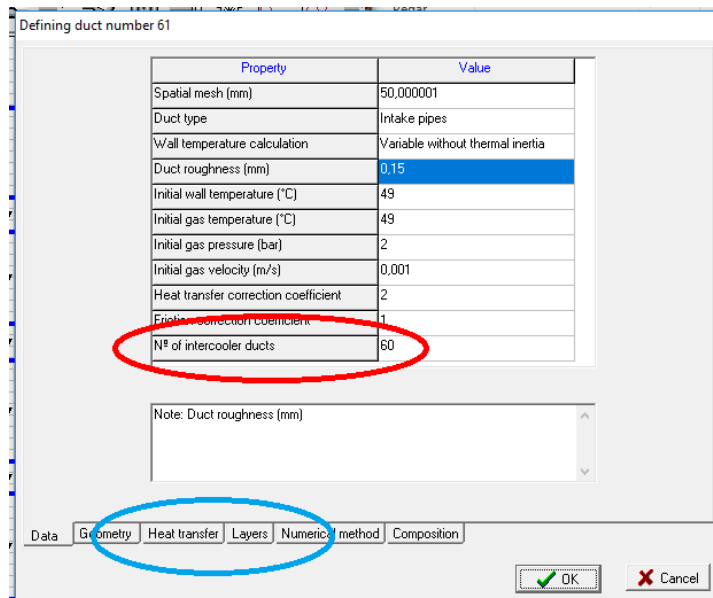 Defining duct number 61
Property Value
Spatial mesh (mm) 50,000001
Duct type Intake pipes
Wall temperature calculation Variable without thermal inertia
Duct roughness (mm) 0,15
Initial wall temperature (°C) 49
Initial gas temperature (°C) 49
Initial gas pressure (bar) 2
Initial gas velocity (m/s) 0,001
Heat transfer correction coefficient 2
Friction correction coefficient 1
Nº of intercooler ducts 60
Note: Duct roughness (mm)
Data Geometry Heat transfer Layers Numerical method Composition
OK Cancel